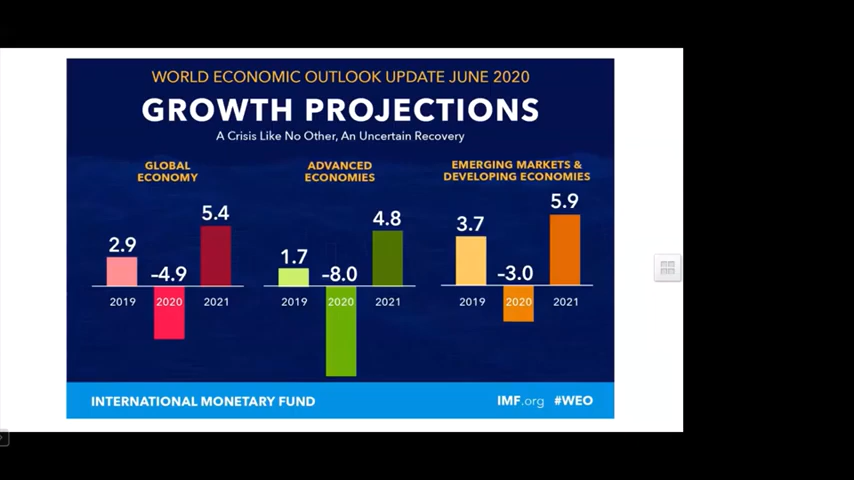 WORLD ECONOMIC OUTLOOK UPDATE JUNE 2020
GROWTH PROJECTIONS
A Crisis Like No Other, An Uncertain Recovery
GLOBAL
ECONOMY
2.9
-4.9
5.4
2019
2020
2021
ADVANCED
ECONOMIES
1.7
-8.0
4.8
2019
2020
2021
EMERGING MARKETS &
DEVELOPING ECONOMIES
3.7
-3.0
5.9
2019
2020
2021
INTERNATIONAL MONETARY FUND
IMF.org #WEO